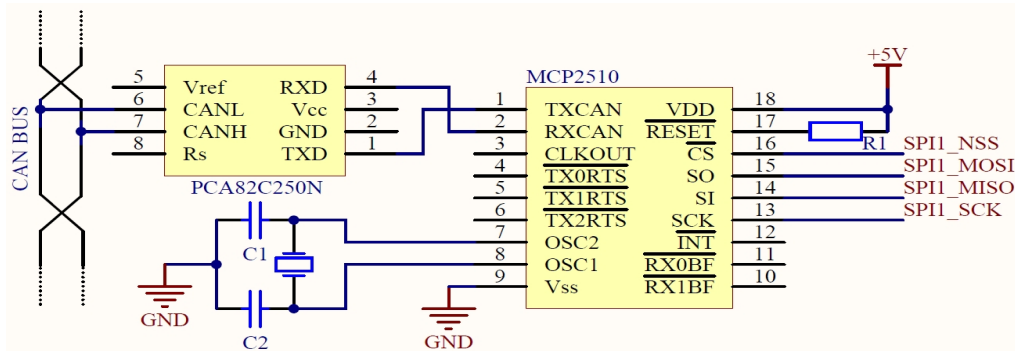 CAN BUS
5 Vref RXD 4
6 CANL Vcc 3
7 CANH GND 2
8 Rs TXD 1
PCA82C250N
C1
C2
GND
GND
MCP2510
1 TXCAN VDD 18
2 RXCAN RESET 17
3 CLKOUT CS 16
4 TX0RTS SO 15
5 TX1RTS SI 14
6 TX2RTS SCK 13
7 OSC2 INT 12
8 OSC1 RX0BF 11
9 Vss RX1BF 10
+5V
R1
SPI1_NSS
SPI1_MOSI
SPI1_MISO
SPI1_SCK